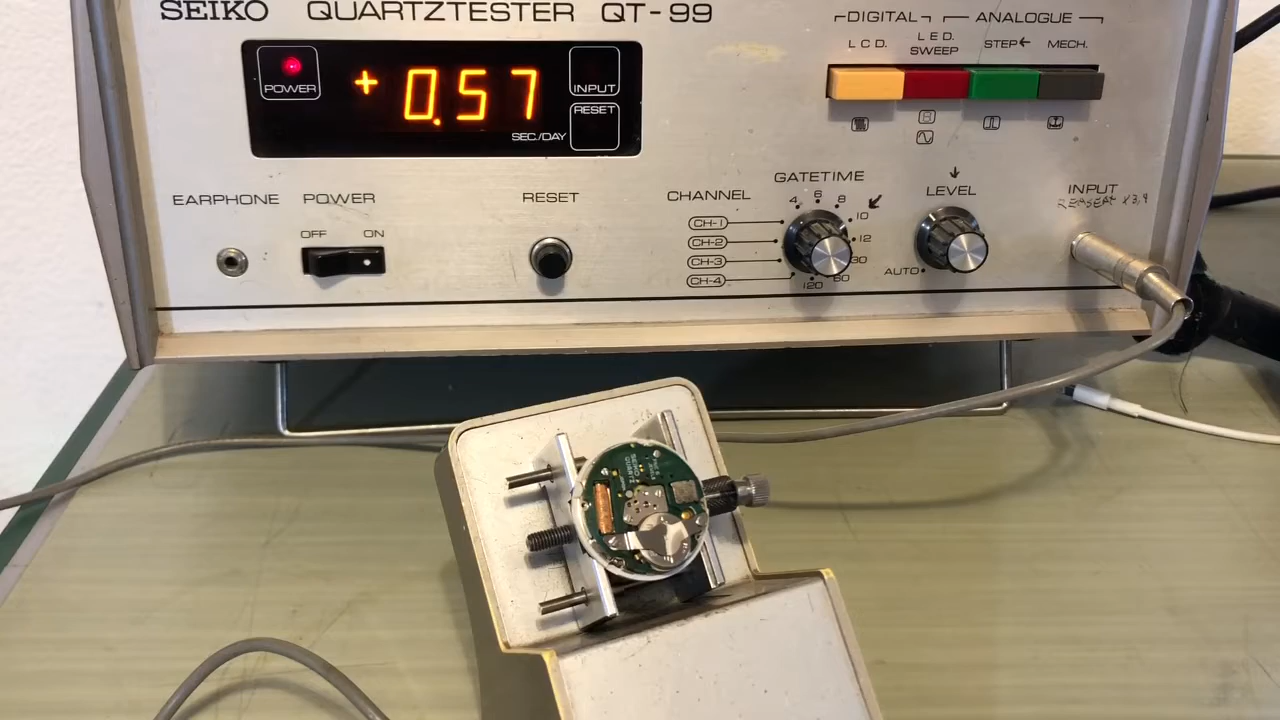 SEIKO QUARTZTESTER QT-99
DIGITAL ANALOGUE
L C D. L E D. SWEEP STEP← MECH.
POWER
+ 0.57
INPUT
RESET
SEC./DAY
EARPHONE
POWER
OFF ON
RESET
CHANNEL
CH-1
CH-2
CH-3
CH-4
GATETIME
4 6 8 10 12 30 60 120
LEVEL
AUTO
INPUT
SEIKO
QUARTZ